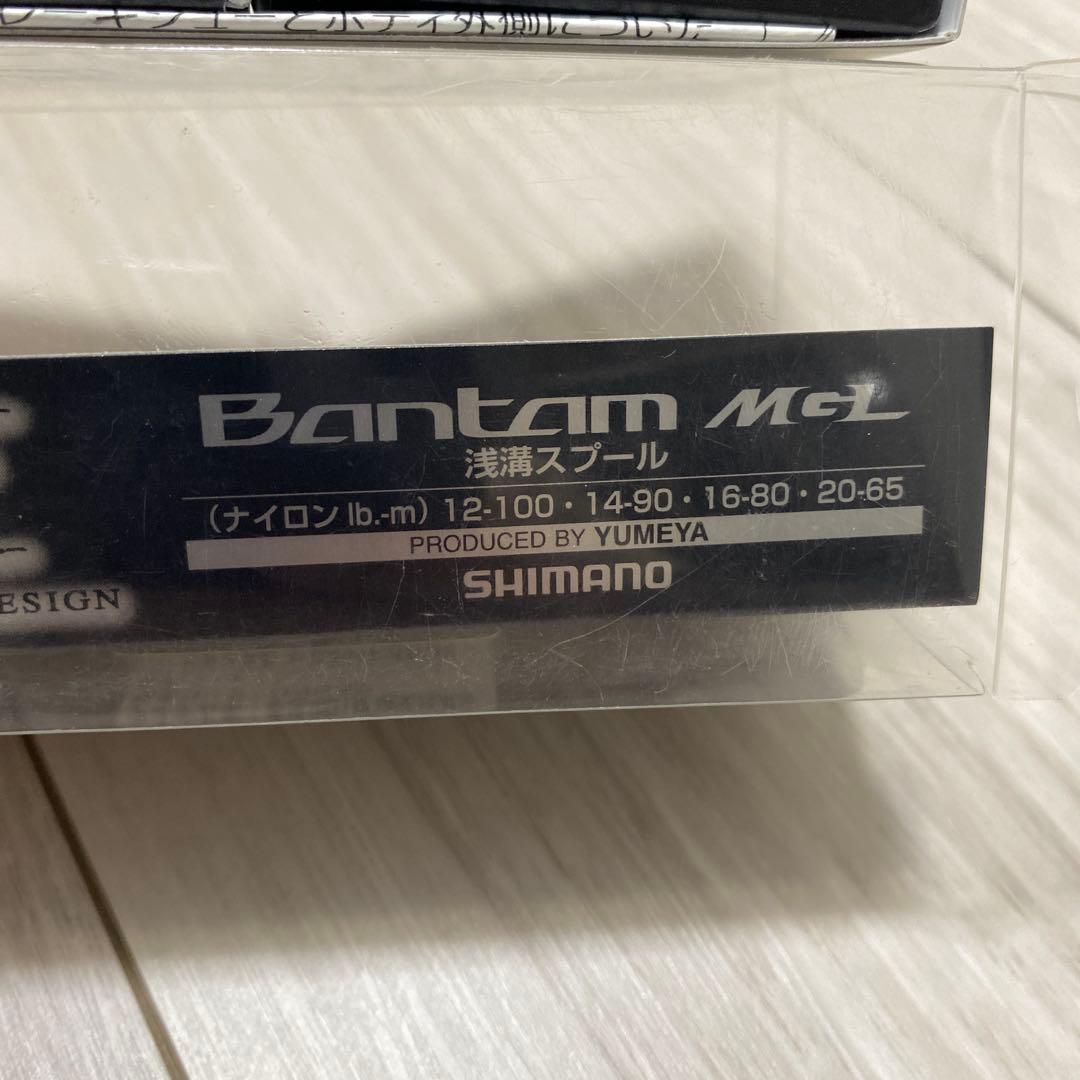 Bantam MGL
浅溝スプール
(ナイロン lb.-m) 12-100・14-90・16-80・20-65
PRODUCED BY YUMEYA
SHIMANO
ESIGN